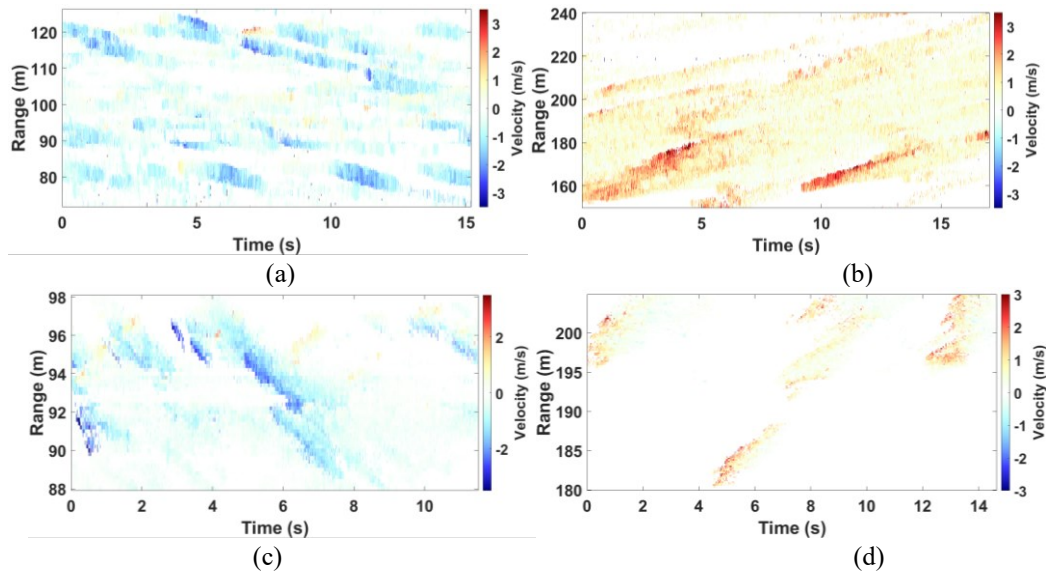 120
110
100
90
80
Range (m)
0 5 10 15
Time (s)
3
2
1
0
-1
-2
-3
Velocity (m/s)
(a)
240
220
200
180
160
Range (m)
0 5 10 15
Time (s)
3
2
1
0
-1
-2
-3
Velocity (m/s)
(b)
98
96
94
92
90
88
Range (m)
0 2 4 6 8 10
Time (s)
2
0
-2
Velocity (m/s)
(c)
200
195
190
185
180
Range (m)
0 2 4 6 8 10 12 14
Time (s)
3
2
1
0
-1
-2
-3
Velocity (m/s)
(d)